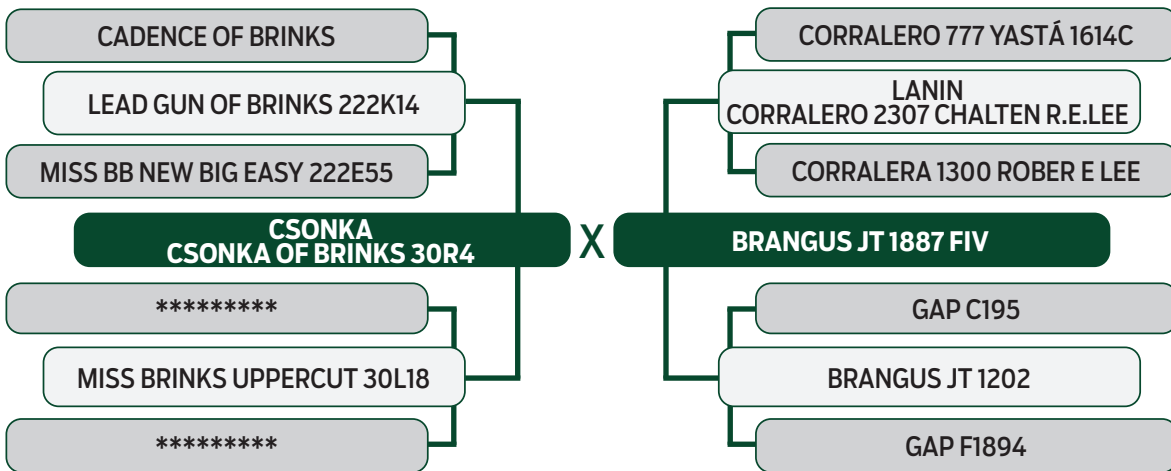 CADENCE OF BRINKS
LEAD GUN OF BRINKS 222K14
MISS BB NEW BIG EASY 222E55
CSONKA
CSONKA OF BRINKS 30R4
*********
MISS BRINKS UPPERCUT 30L18
*********
X
CORRALERO 777 YASTÁ 1614C
LANIN
CORRALERO 2307 CHALTEN R.E.LEE
CORRALERA 1300 ROBER E LEE
BRANGUS JT 1887 FIV
GAP C195
BRANGUS JT 1202
GAP F1894